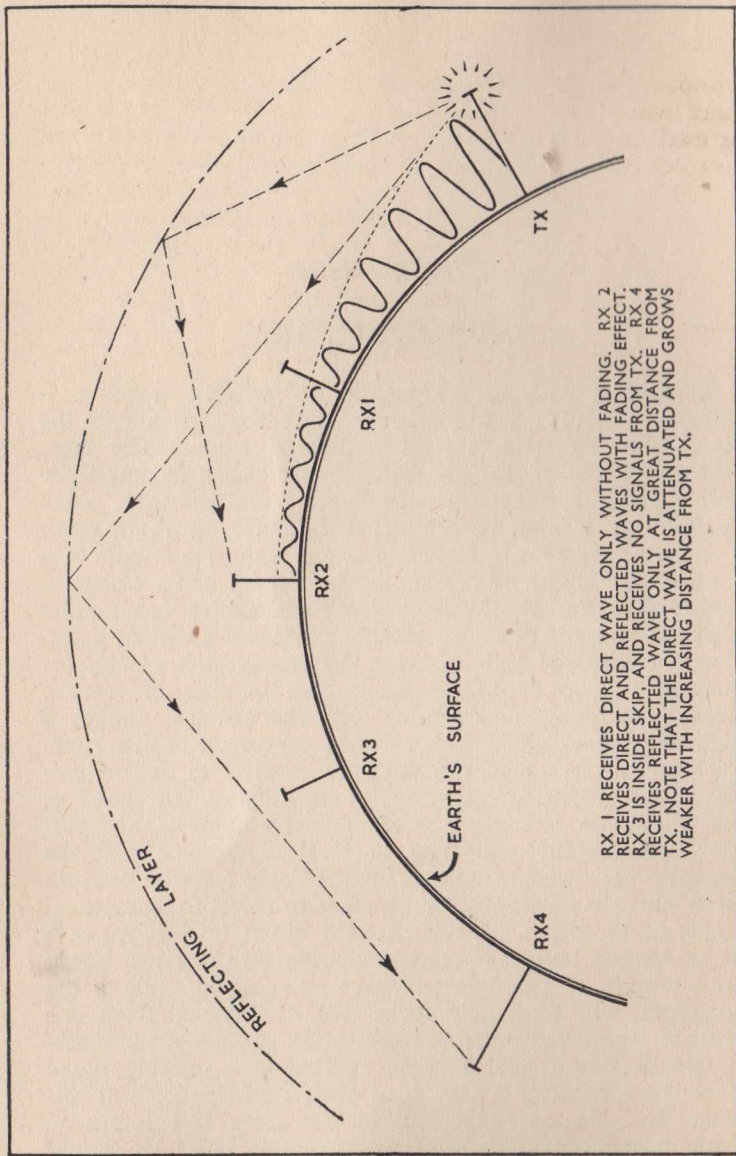 REFLECTING LAYER
TX
RX1
RX2
RX3
RX4
EARTH'S SURFACE
RX 1 RECEIVES DIRECT WAVE ONLY WITHOUT FADING. RX 2
RECEIVES DIRECT AND REFLECTED WAVES WITH FADING EFFECT.
RX 3 IS INSIDE SKIP, AND RECEIVES NO SIGNALS FROM TX. RX 4
RECEIVES REFLECTED WAVE ONLY AT GREAT DISTANCE FROM
TX. NOTE THAT THE DIRECT WAVE IS ATTENUATED AND GROWS
WEAKER WITH INCREASING DISTANCE FROM TX.